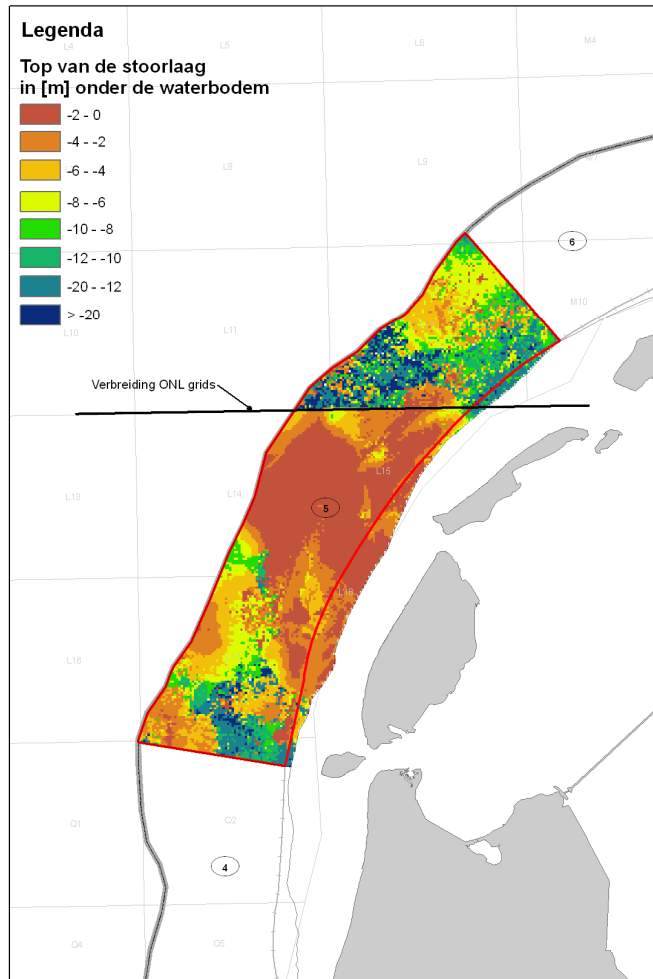 Legenda
L4
L5
L6
M4
Top van de stoorlaag
in [m] onder de waterbodem
-2 - 0
-4 - -2
-6 - -4
-8 - -6
-10 - -8
-12 - -10
-20 - -12
> -20
L8
L9
6
M10
L10
L11
Verbreiding ONL grids
L13
L14
L15
5
L16
Q1
Q2
4
Q4
Q5